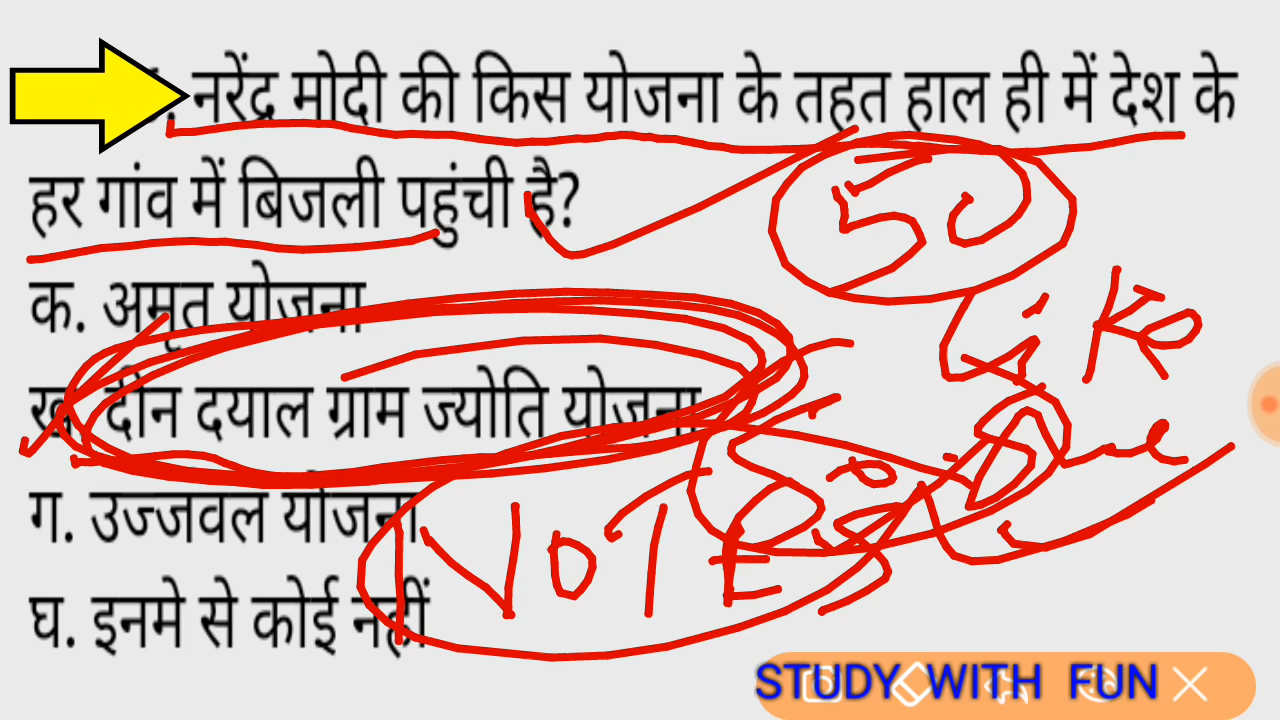 नरेंद्र मोदी की किस योजना के तहत हाल ही में देश के
हर गांव में बिजली पहुंची है?
50
Like
क. अमृत योजना
ख. दीन दयाल ग्राम ज्योति योजना
ग. उज्जवल योजना
NOTES
घ. इनमे से कोई नहीं
STUDY WITH FUN